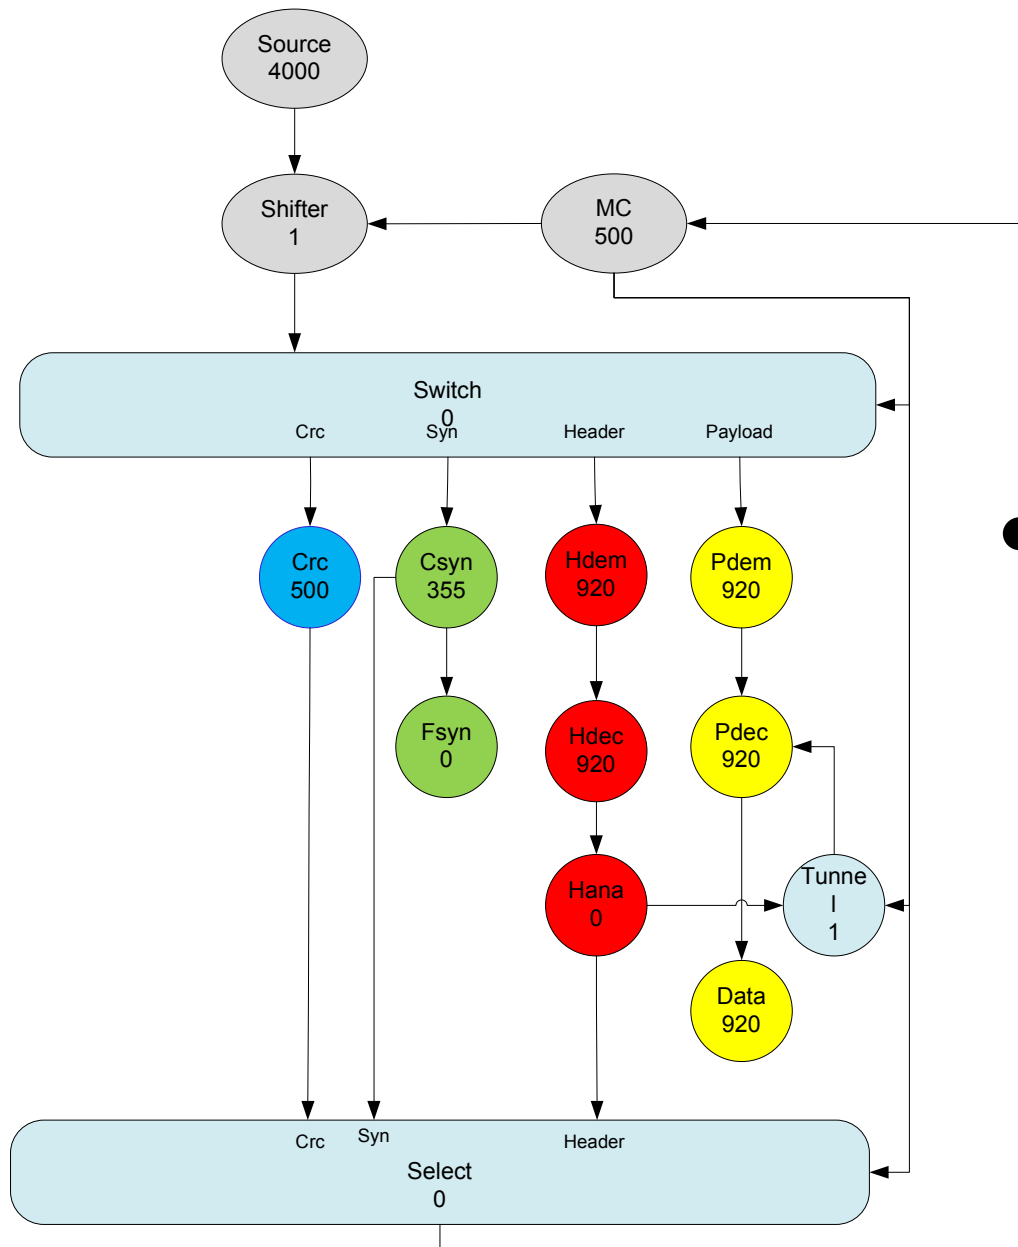 Source
4000
Shifter
1
MC
500
Switch
0
Crc
Syn
Header
Payload
Crc
500
Csyn
355
Hdem
920
Pdem
920
Fsyn
0
Hdec
920
Pdec
920
Hana
0
Tunne
l
1
Data
920
Crc
Syn
Header
Select
0